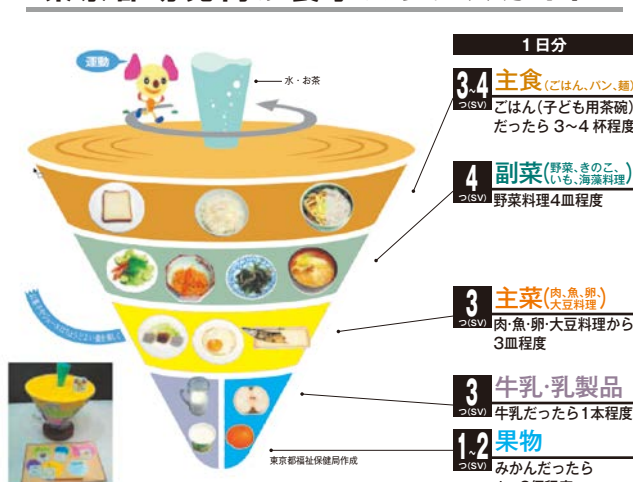 運動
水・お茶
1日分
3~4 つ(SV) 主食(ごはん、パン、麺)
ごはん(子ども用茶碗)
だったら 3〜4 杯程度
4 つ(SV) 副菜(野菜、きのこ、いも、海藻料理)
野菜料理4皿程度
3 つ(SV) 主菜(肉、魚、卵、大豆料理)
肉・魚・卵・大豆料理から
3皿程度
3 つ(SV) 牛乳・乳製品
牛乳だったら1本程度
1~2 つ(SV) 果物
みかんだったら
東京都福祉保健局作成